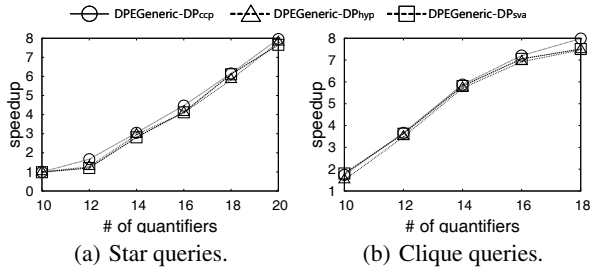 DPEGeneric-DPccp DPEGeneric-DPhyp DPEGeneric-DPsva
8
7
6
5
4
3
2
1
0
speedup
10 12 14 16 18 20
# of quantifiers
(a) Star queries.
8
7
6
5
4
3
2
1
speedup
10 12 14 16 18
# of quantifiers
(b) Clique queries.